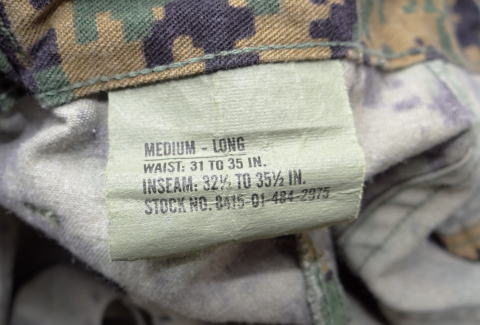 MEDIUM - LONG
WAIST: 31 TO 35 IN.
INSEAM: 32½ TO 35½ IN.
STOCK NO. 8415-01-484-2975